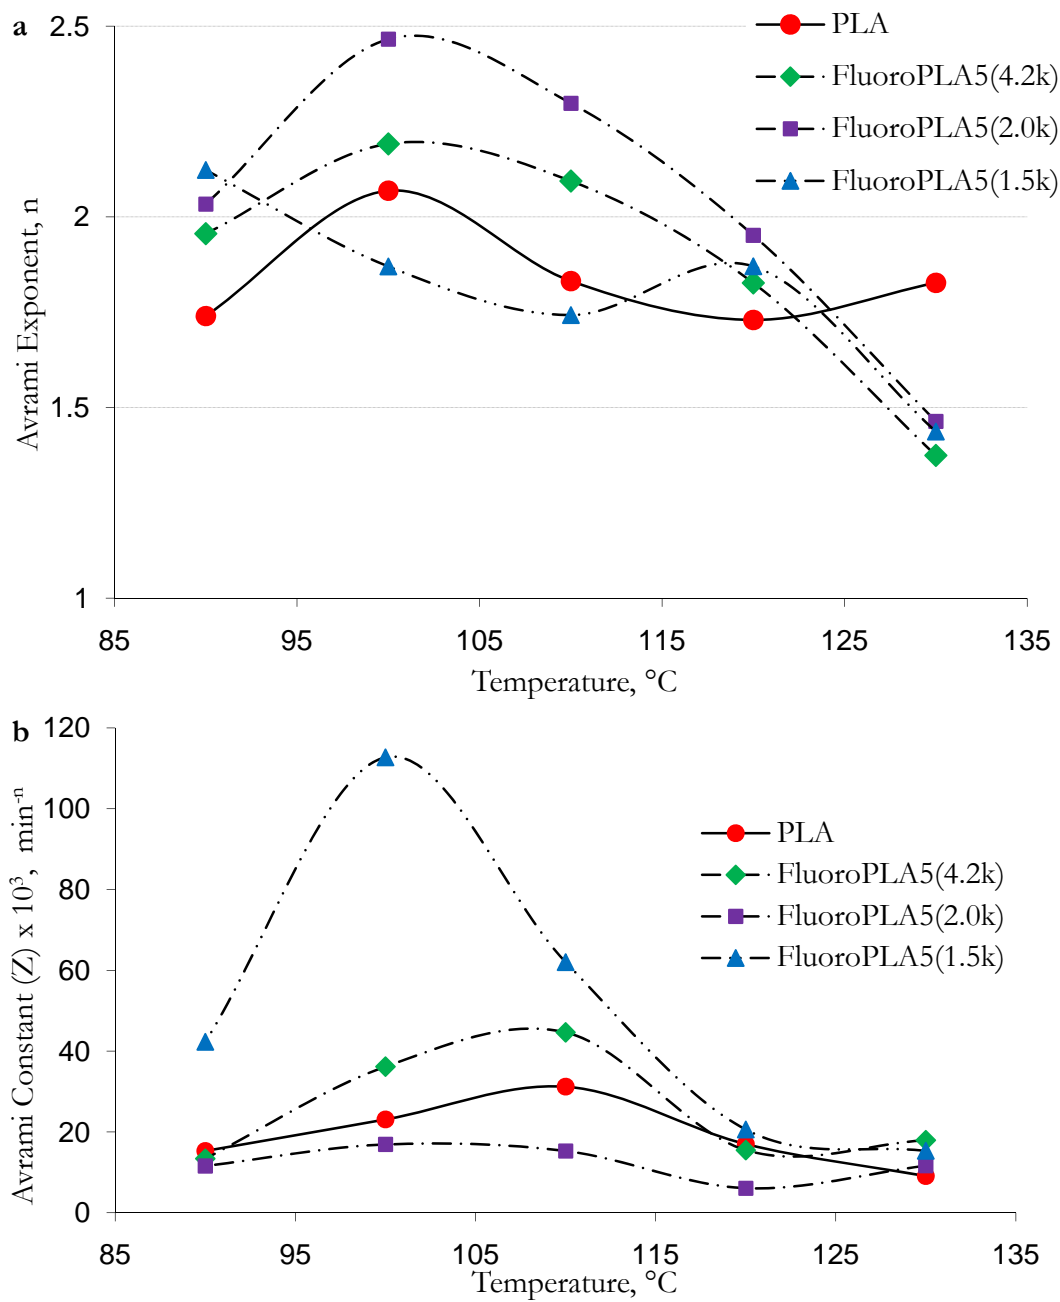 a
2.5
2
1.5
1
Avrami Exponent, n
PLA
FluoroPLA5(4.2k)
FluoroPLA5(2.0k)
FluoroPLA5(1.5k)
85 95 105 115 125 135
Temperature, °C
b
120
100
80
60
40
20
0
Avrami Constant (Z) x 10³, min⁻ⁿ
PLA
FluoroPLA5(4.2k)
FluoroPLA5(2.0k)
FluoroPLA5(1.5k)
85 95 105 115 125 135
Temperature, °C